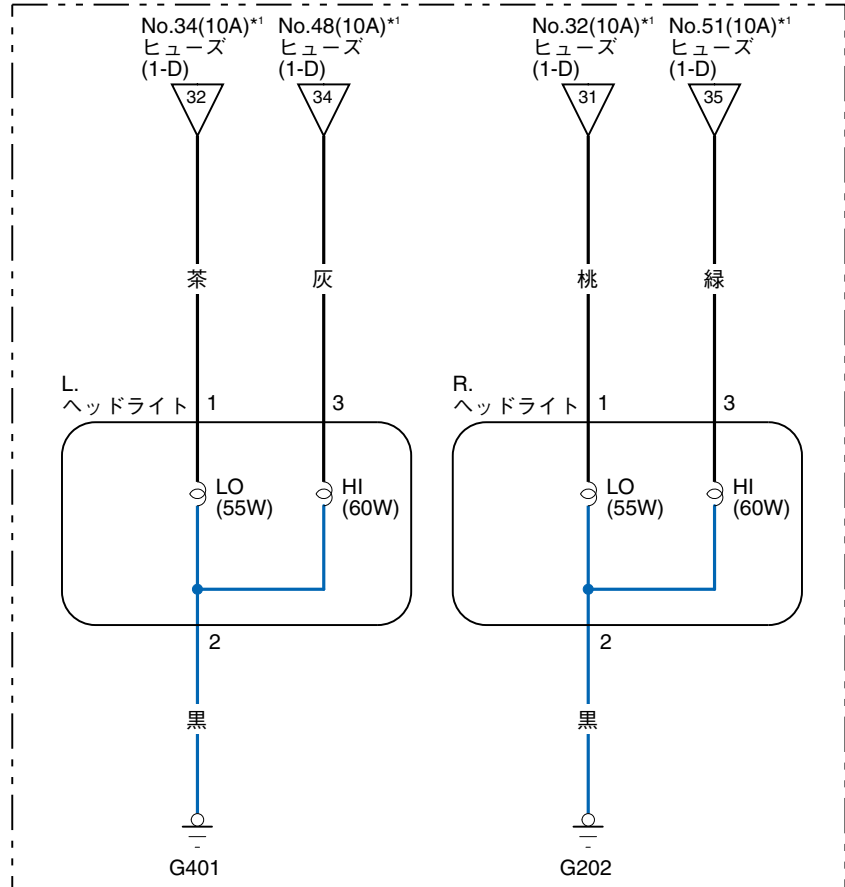 No.34(10A)*1
ヒューズ
(1-D)
32
No.48(10A)*1
ヒューズ
(1-D)
34
No.32(10A)*1
ヒューズ
(1-D)
31
No.51(10A)*1
ヒューズ
(1-D)
35
茶
灰
桃
緑
L.
ヘッドライト
1
3
R.
ヘッドライト
1
3
LO
(55W)
HI
(60W)
LO
(55W)
HI
(60W)
2
2
黒
黒
G401
G202